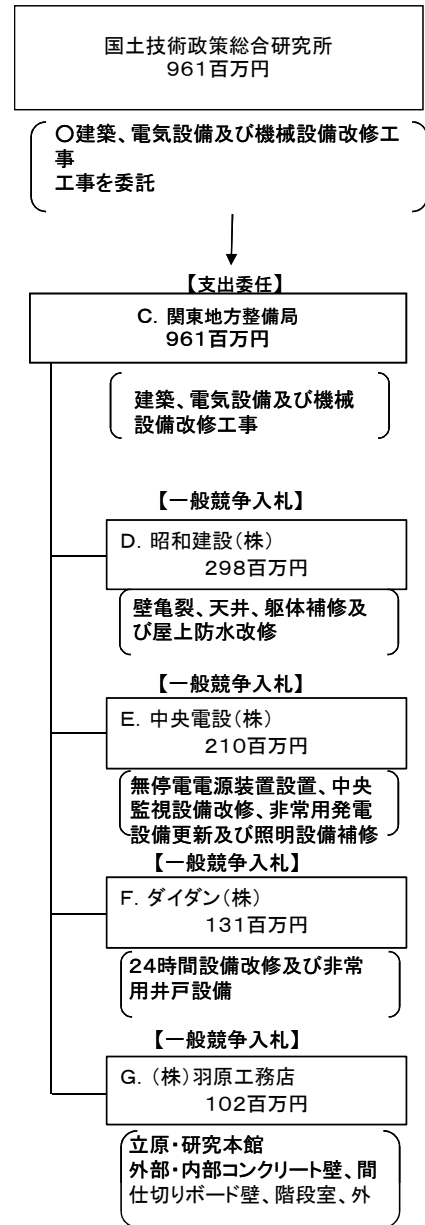 国土技術政策総合研究所
961百万円
〇建築、電気設備及び機械設備改修工
事
工事を委託
【支出委任】
C．関東地方整備局
961百万円
建築、電気設備及び機械
設備改修工事
【一般競争入札】
D．昭和建設（株）
298百万円
壁亀裂、天井、躯体補修及
び屋上防水改修
【一般競争入札】
E．中央電設（株）
210百万円
無停電電源装置設置、中央
監視設備改修、非常用発電
設備更新及び照明設備補修
【一般競争入札】
F．ダイダン（株）
131百万円
24時間設備改修及び非常
用井戸設備
【一般競争入札】
G．（株）羽原工務店
102百万円
立原・研究本館
外部・内部コンクリート壁、間
仕切りボード壁、階段室、外